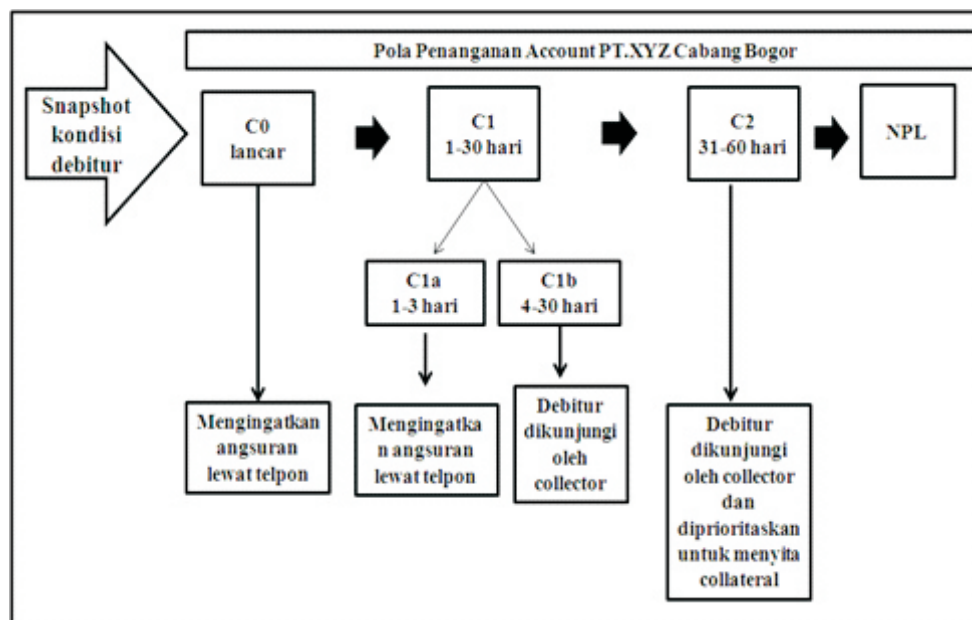 Pola Penanganan Account PT.XYZ Cabang Bogor
Snapshot
kondisi
debitur
C0
lancar
C1
1-30 hari
C2
31-60 hari
NPL
C1a
1-3 hari
C1b
4-30 hari
Mengingatkan
angsuran
lewat telpon
Mengingatka
n angsuran
lewat telpon
Debitur
dikunjungi
oleh
collector
Debitur
dikunjungi
oleh collector
dan
diprioritaskan
untuk menyita
collateral